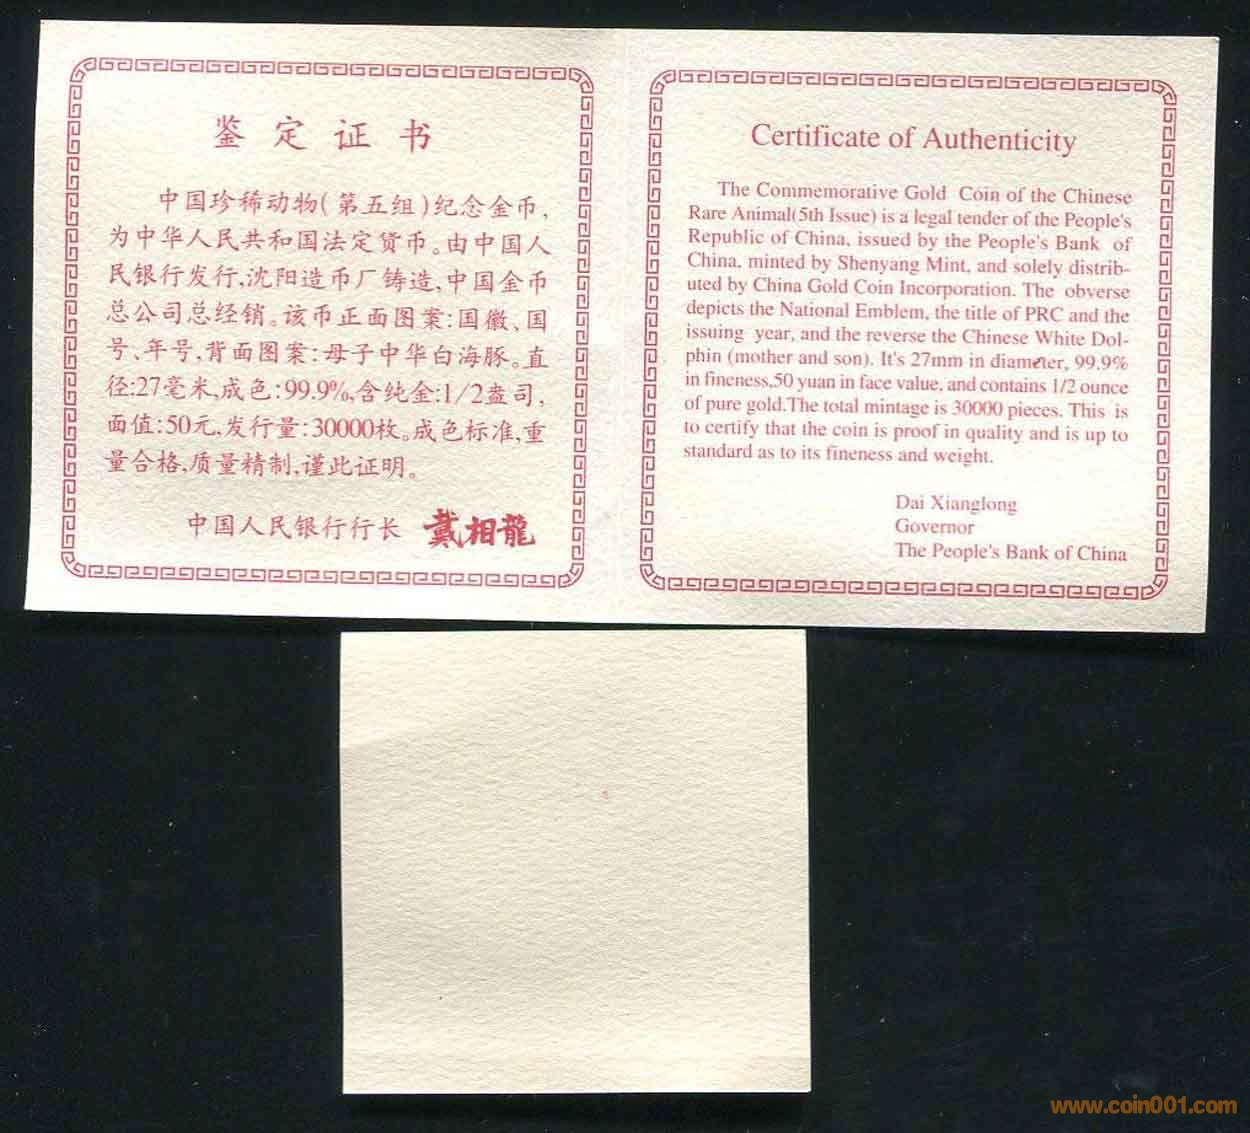 鉴定证书
中国珍稀动物(第五组)纪念金币,
为中华人民共和国法定货币。由中国人
民银行发行,沈阳造币厂铸造,中国金币
总公司总经销。该币正面图案:国徽、国
号、年号,背面图案:母子中华白海豚。直
径:27毫米,成色:99.9%,含纯金:1/2盎司,
面值:50元,发行量:30000枚。成色标准,重
量合格,质量精制,谨此证明。
中国人民银行行长 戴相龍
Certificate of Authenticity
The Commemorative Gold Coin of the Chinese
Rare Animal(5th Issue) is a legal tender of the People's
Republic of China, issued by the People's Bank of
China, minted by Shenyang Mint, and solely distrib-
uted by China Gold Coin Incorporation. The obverse
depicts the National Emblem, the title of PRC and the
issuing year, and the reverse the Chinese White Dol-
phin (mother and son). It's 27mm in diameter, 99.9%
in fineness,50 yuan in face value, and contains 1/2 ounce
of pure gold.The total mintage is 30000 pieces. This is
to certify that the coin is proof in quality and is up to
standard as to its fineness and weight.
Dai Xianglong
Governor
The People's Bank of China
www.coin001.com